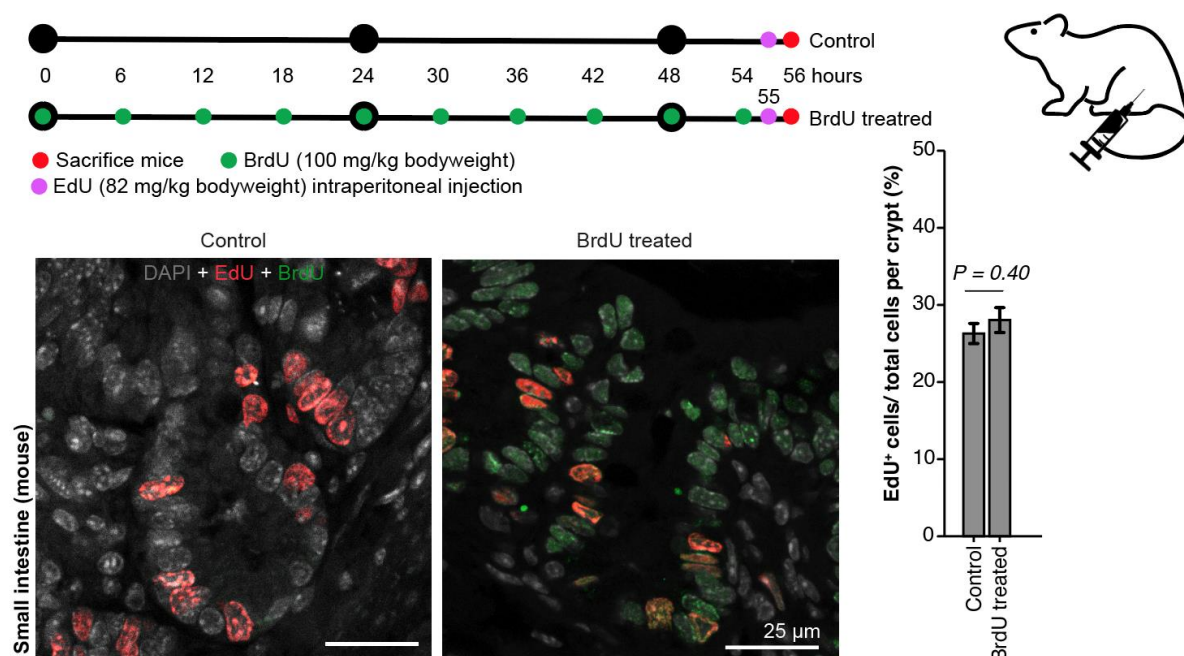 Control
0 6 12 18 24 30 36 42 48 54 56 hours
55
BrdU treatred
Sacrifice mice BrdU (100 mg/kg bodyweight)
EdU (82 mg/kg bodyweight) intraperitoneal injection
Control
DAPI + EdU + BrdU
Small intestine (mouse)
BrdU treated
25 µm
EdU⁺ cells/ total cells per crypt (%)
50
40
P = 0.40
30
20
10
0
Control
BrdU treated